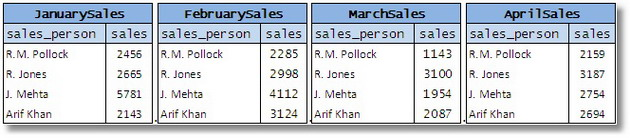 JanuarySales
sales_person sales
R.M. Pollock 2456
R. Jones 2665
J. Mehta 5781
Arif Khan 2143
FebruarySales
sales_person sales
R.M. Pollock 2285
R. Jones 2998
J. Mehta 4112
Arif Khan 3124
MarchSales
sales_person sales
R.M. Pollock 1143
R. Jones 3100
J. Mehta 1954
Arif Khan 2087
AprilSales
sales_person sales
R.M. Pollock 2159
R. Jones 3187
J. Mehta 2754
Arif Khan 2694